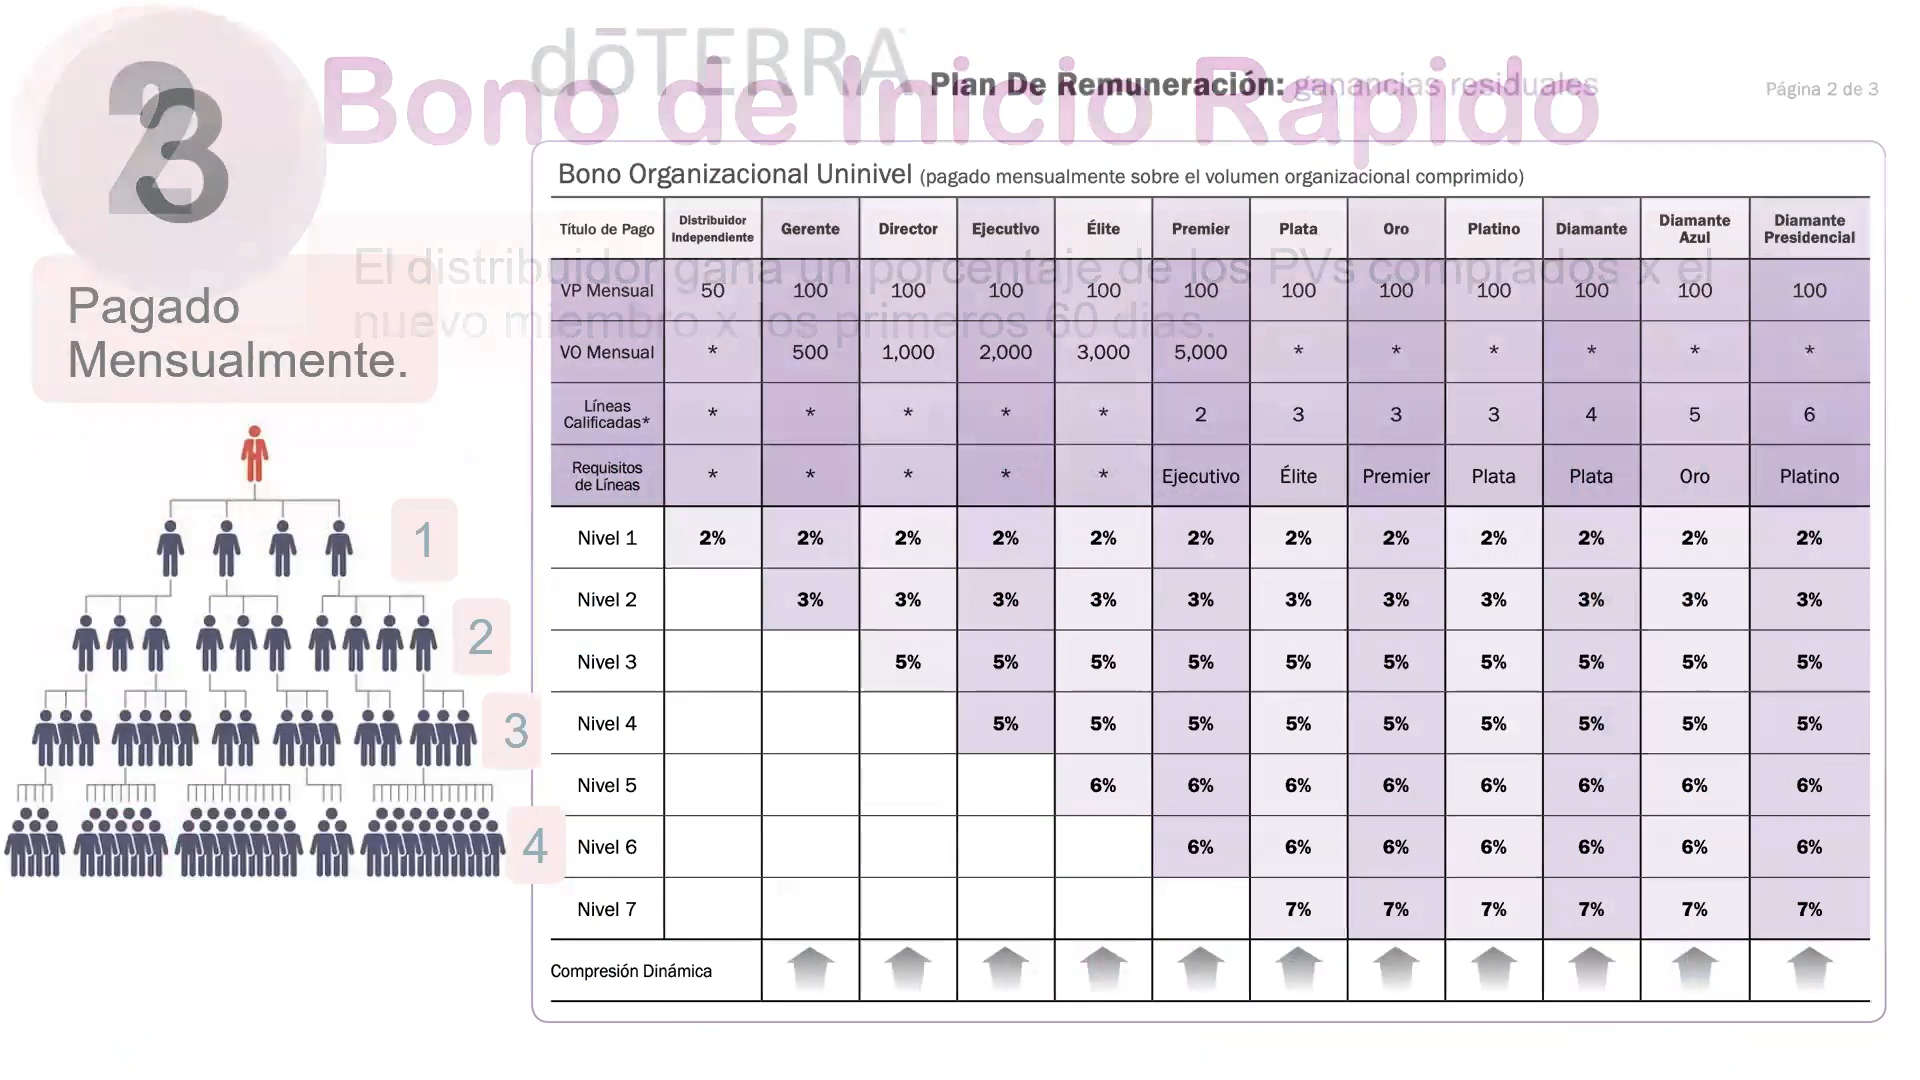 23
dōTERRA
Bono de Inicio Rapido
Plan De Remuneración: ganancias residuales
Página 2 de 3
El distribuidor gana un porcentaje de los PVs comprados x el
nuevo miembro x los primeros 60 dias.
Pagado
Mensualmente.
1
2
3
4
Bono Organizacional Uninivel (pagado mensualmente sobre el volumen organizacional comprimido)
Título de Pago Distribuidor Independiente Gerente Director Ejecutivo Élite Premier Plata Oro Platino Diamante Diamante Azul Diamante Presidencial
VP Mensual 50 100 100 100 100 100 100 100 100 100 100 100
VO Mensual * 500 1,000 2,000 3,000 5,000 * * * * * *
Líneas Calificadas* * * * * * 2 3 3 3 4 5 6
Requisitos de Líneas * * * * * Ejecutivo Élite Premier Plata Plata Oro Platino
Nivel 1 2% 2% 2% 2% 2% 2% 2% 2% 2% 2% 2% 2%
Nivel 2 3% 3% 3% 3% 3% 3% 3% 3% 3% 3% 3%
Nivel 3 5% 5% 5% 5% 5% 5% 5% 5% 5% 5%
Nivel 4 5% 5% 5% 5% 5% 5% 5% 5% 5%
Nivel 5 6% 6% 6% 6% 6% 6% 6% 6%
Nivel 6 6% 6% 6% 6% 6% 6% 6%
Nivel 7 7% 7% 7% 7% 7% 7%
Compresión Dinámica